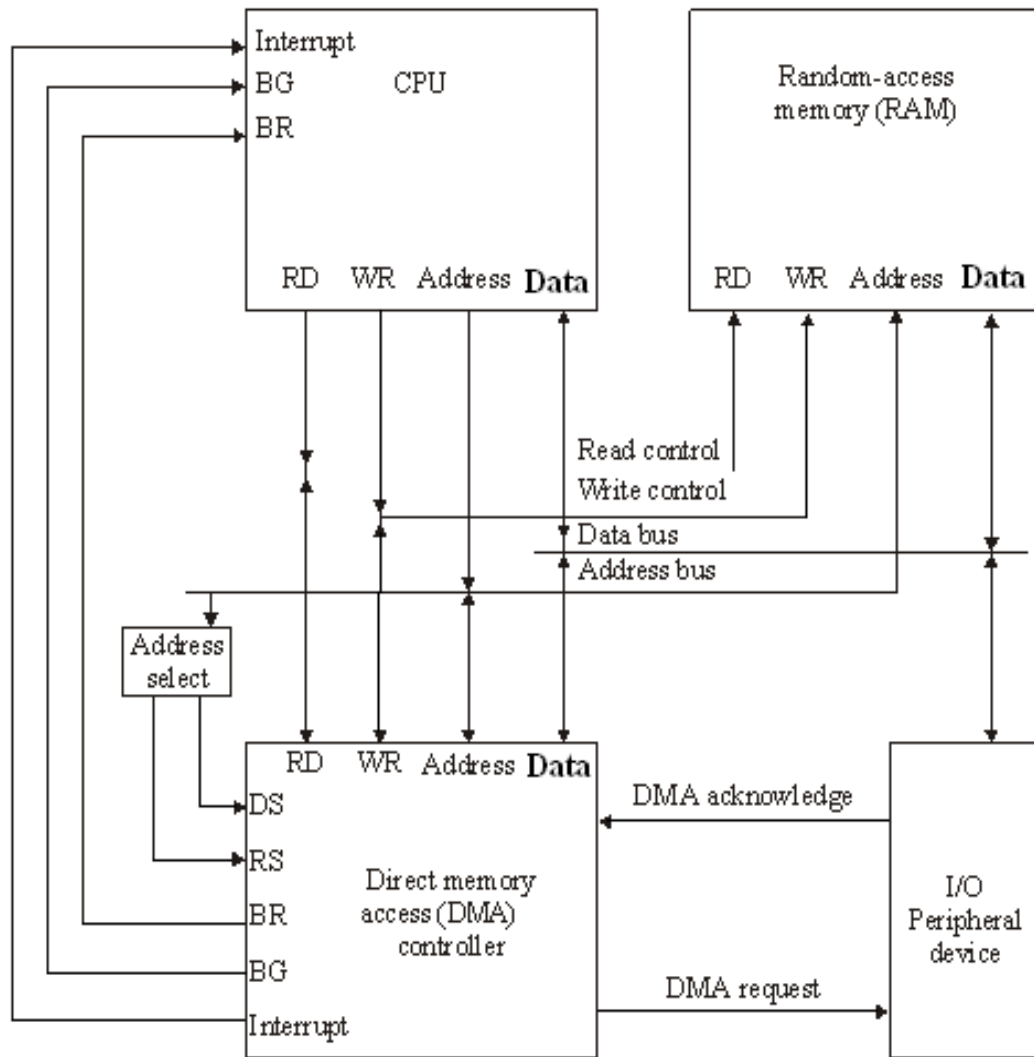 Interrupt
BG
CPU
BR
RD WR Address Data
Random-access
memory (RAM)
RD WR Address Data
Read control
Write control
Data bus
Address bus
Address
select
RD WR Address Data
DS
RS
BR
BG
Interrupt
Direct memory
access (DMA)
controller
DMA acknowledge
DMA request
I/O
Peripheral
device